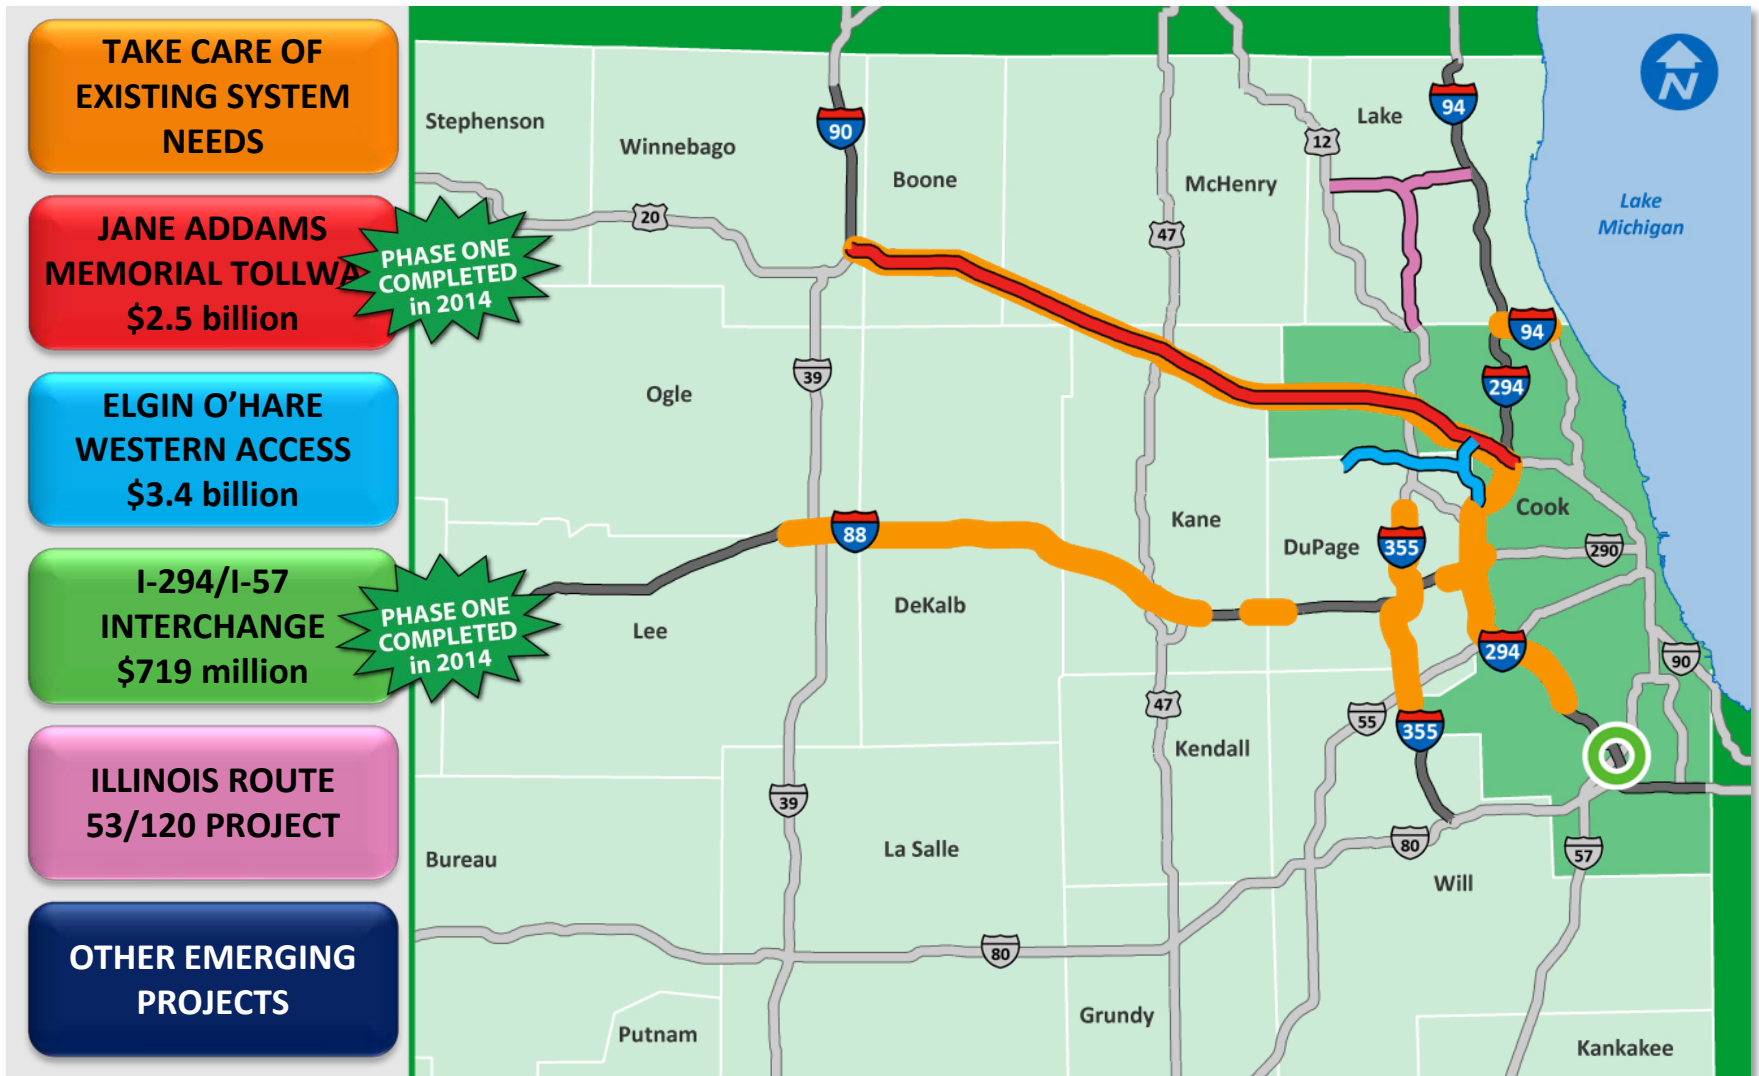 TAKE CARE OF
EXISTING SYSTEM
NEEDS
JANE ADDAMS
MEMORIAL TOLLWA
$2.5 billion
PHASE ONE
COMPLETED
in 2014
ELGIN O’HARE
WESTERN ACCESS
$3.4 billion
I-294/I-57
INTERCHANGE
$719 million
PHASE ONE
COMPLETED
in 2014
ILLINOIS ROUTE
53/120 PROJECT
OTHER EMERGING
PROJECTS
N
Stephenson
Winnebago
90
Boone
McHenry
12
Lake
94
Lake
Michigan
20
47
94
39
Ogle
294
88
Kane
DuPage
355
Cook
290
Lee
DeKalb
294
90
47
55
355
Kendall
39
80
57
Bureau
La Salle
Will
80
Putnam
Grundy
Kankakee